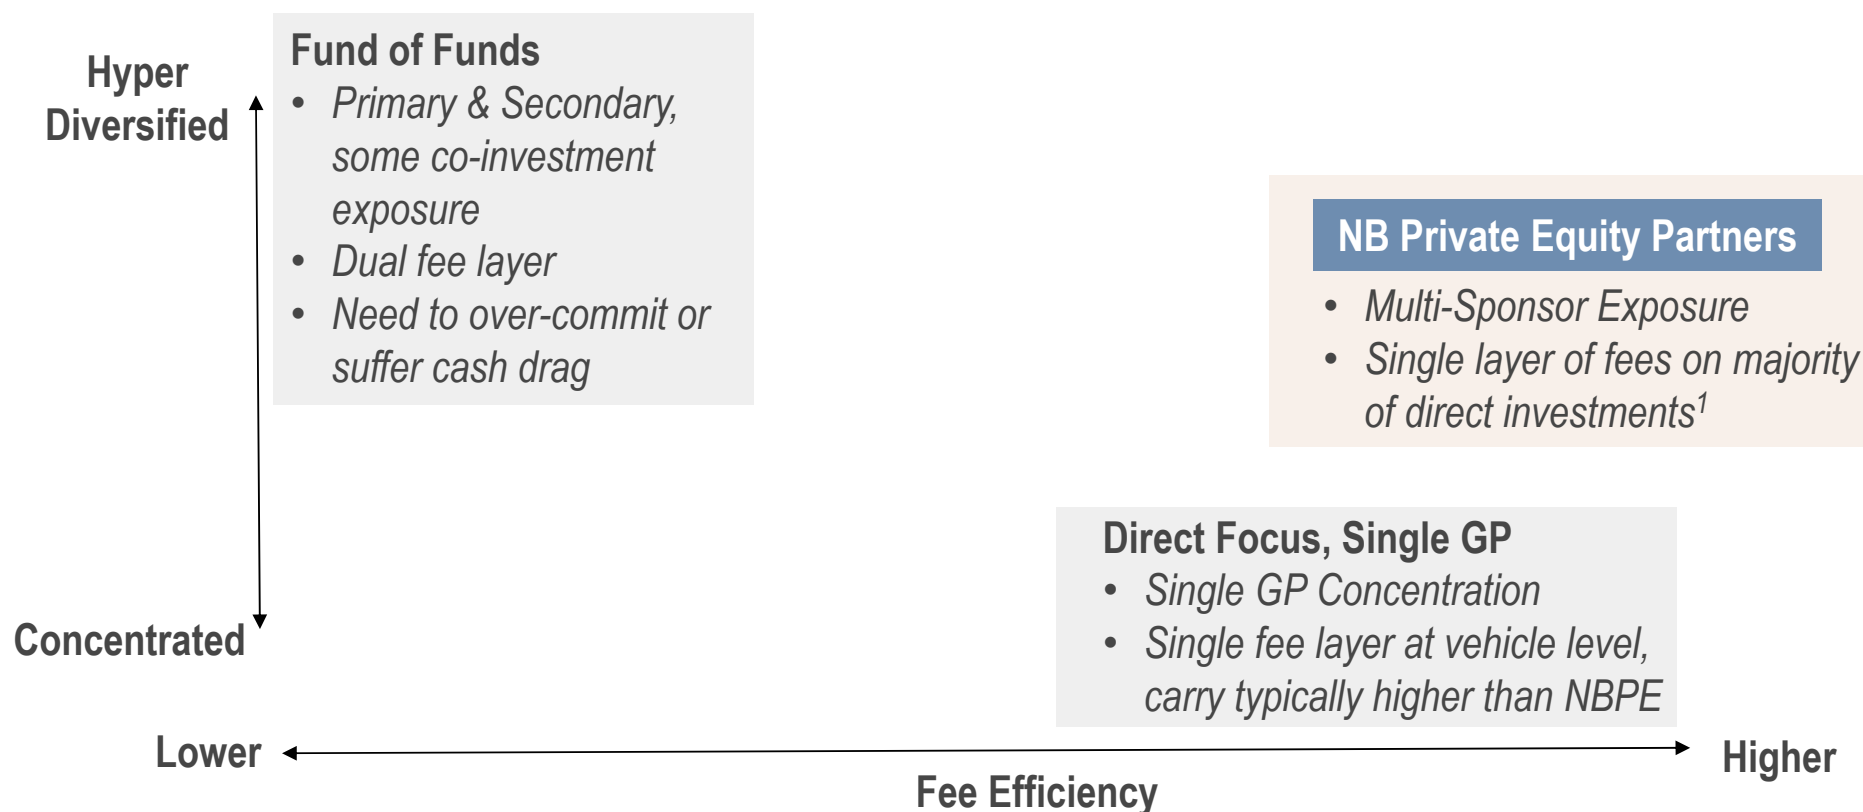 Hyper
Diversified
Fund of Funds
• Primary & Secondary,
some co-investment
exposure
• Dual fee layer
• Need to over-commit or
suffer cash drag
NB Private Equity Partners
• Multi-Sponsor Exposure
• Single layer of fees on majority
of direct investments¹
Direct Focus, Single GP
• Single GP Concentration
• Single fee layer at vehicle level,
carry typically higher than NBPE
Concentrated
Lower
Higher
Fee Efficiency